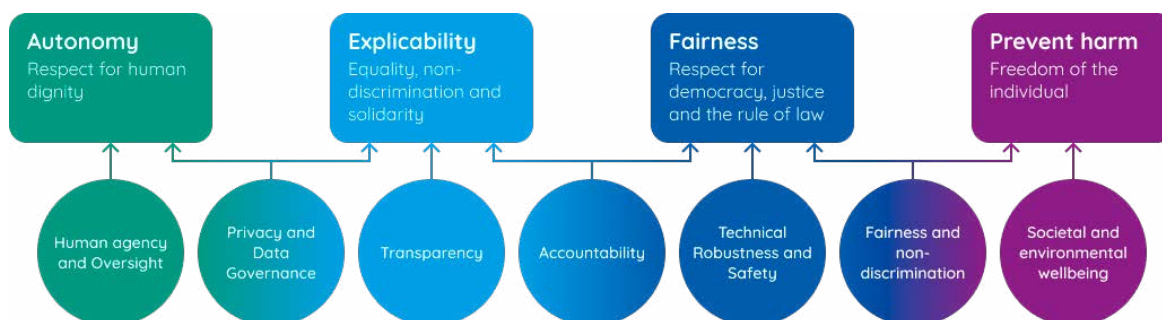 Autonomy
Respect for human
dignity
Explicability
Equality, non-
discrimination and
solidarity
Fairness
Respect for
democracy, justice
and the rule of law
Prevent harm
Freedom of the
individual
Human agency
and Oversight
Privacy and
Data
Governance
Transparency
Accountability
Technical
Robustness and
Safety
Fairness and
non-
discrimination
Societal and
environmental
wellbeing